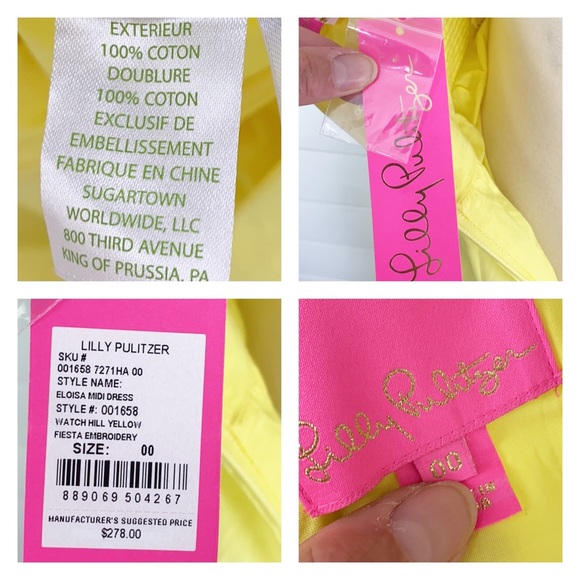 EXTERIEUR
100% COTON
DOUBLURE
100% COTON
EXCLUSIF DE
EMBELLISSEMENT
FABRIQUE EN CHINE
SUGARTOWN
WORLDWIDE, LLC
800 THIRD AVENUE
KING OF PRUSSIA, PA
Lilly Pulitzer
LILLY PULITZER
SKU #
001658 7271HA 00
STYLE NAME:
ELOISA MIDI DRESS
STYLE #: 001658
WATCH HILL YELLOW
FIESTA EMBROIDERY
SIZE: 00
889069 504267
MANUFACTURER'S SUGGESTED PRICE
$278.00
Lilly Pulitzer
00